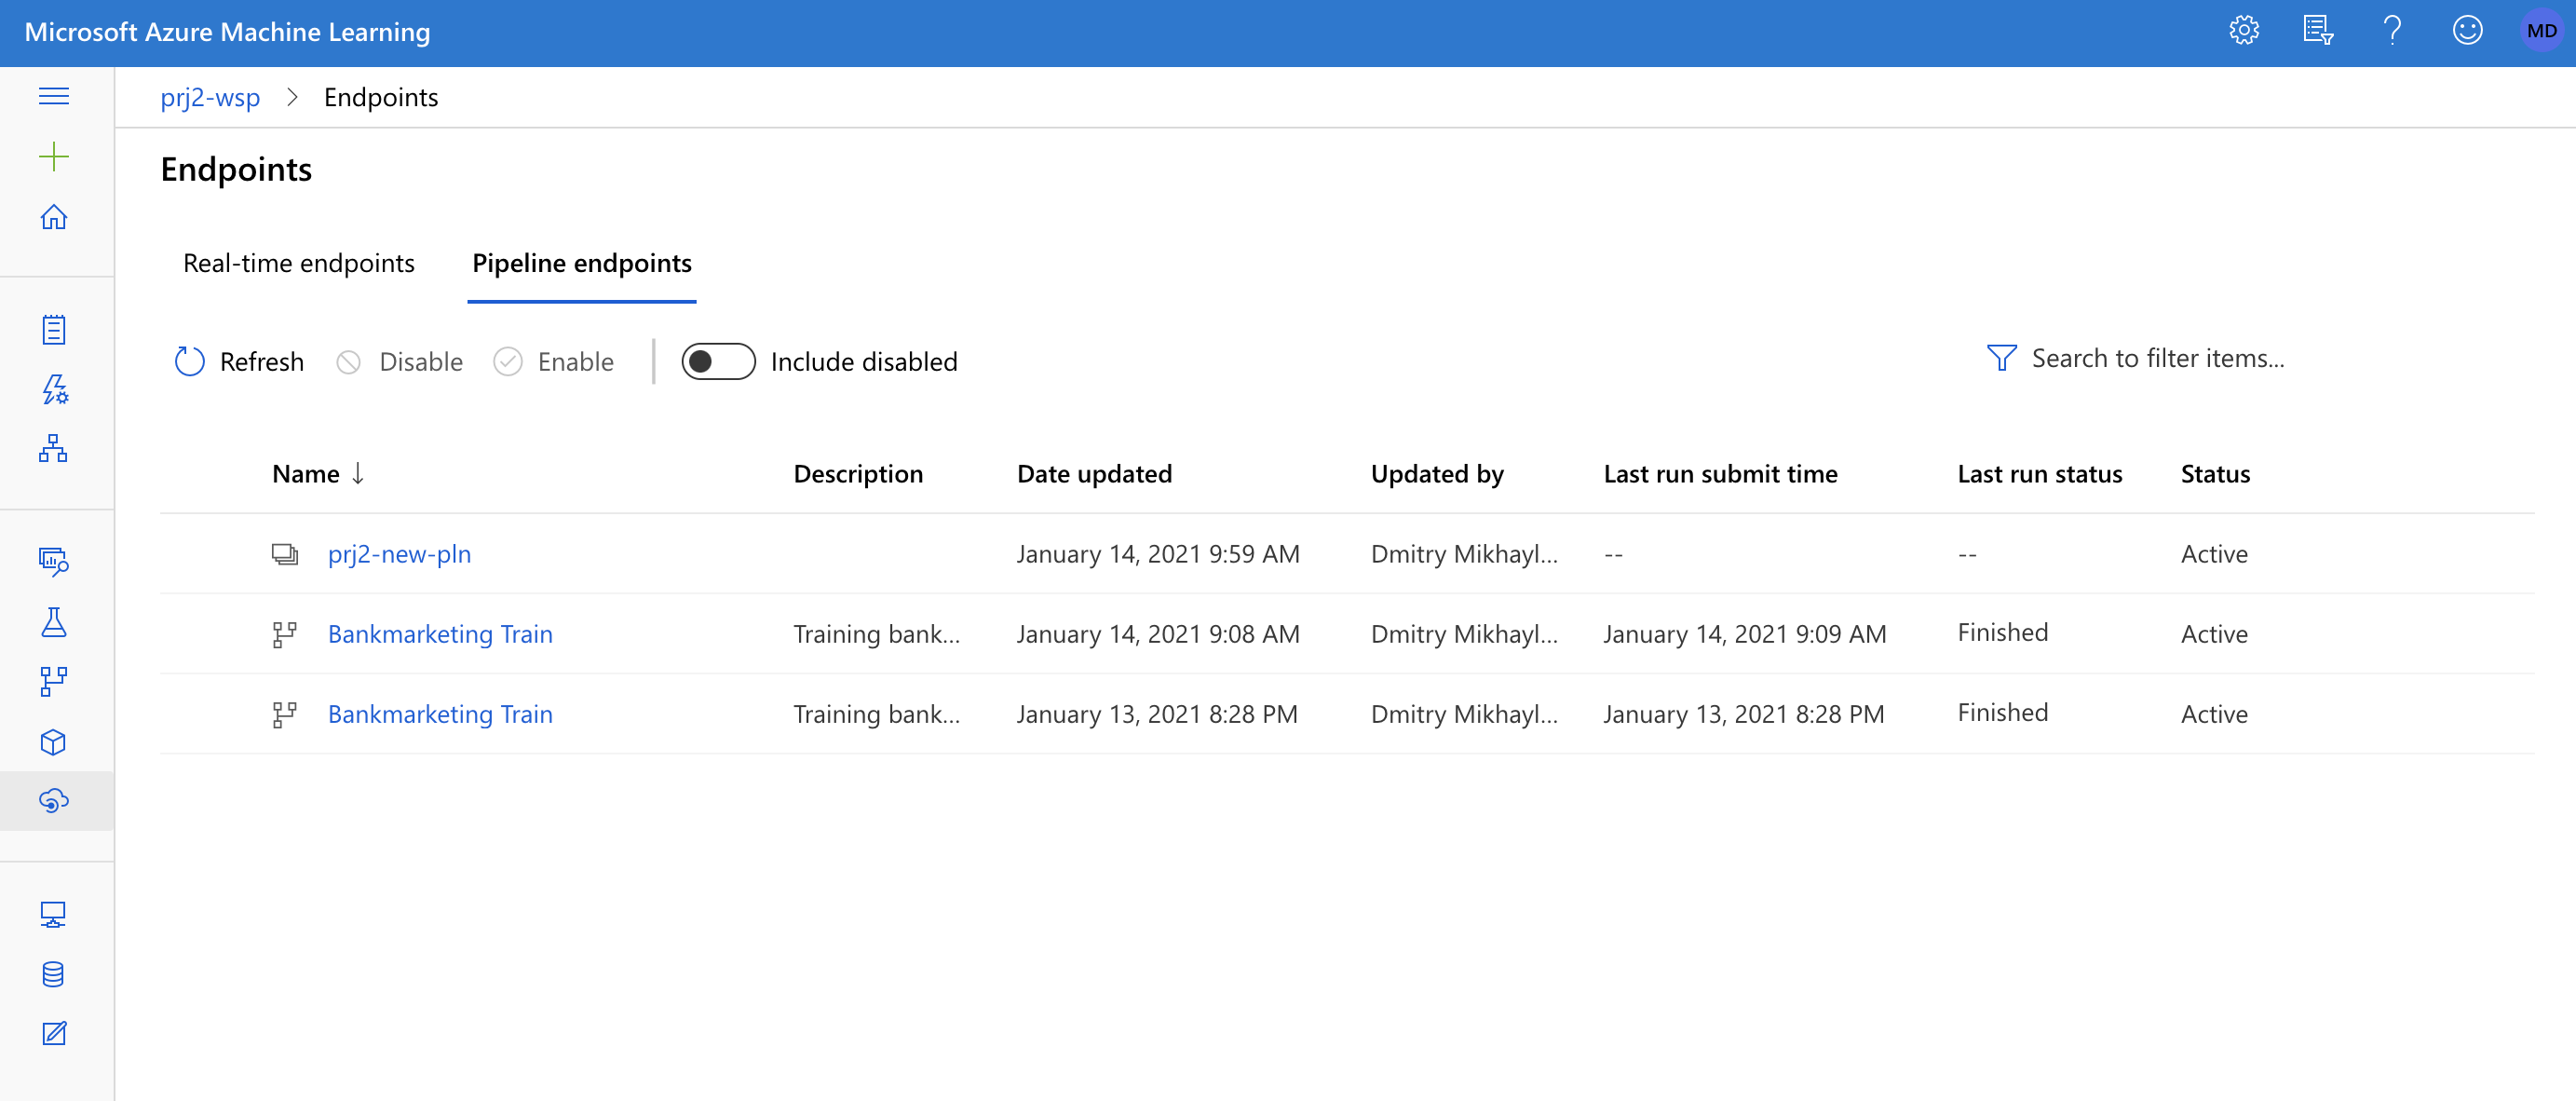 Microsoft Azure Machine Learning
MD
prj2-wsp > Endpoints
Endpoints
Real-time endpoints Pipeline endpoints
Refresh Disable Enable Include disabled Search to filter items...
Name ↓ Description Date updated Updated by Last run submit time Last run status Status
prj2-new-pln January 14, 2021 9:59 AM Dmitry Mikhayl... -- -- Active
Bankmarketing Train Training bank... January 14, 2021 9:08 AM Dmitry Mikhayl... January 14, 2021 9:09 AM Finished Active
Bankmarketing Train Training bank... January 13, 2021 8:28 PM Dmitry Mikhayl... January 13, 2021 8:28 PM Finished Active